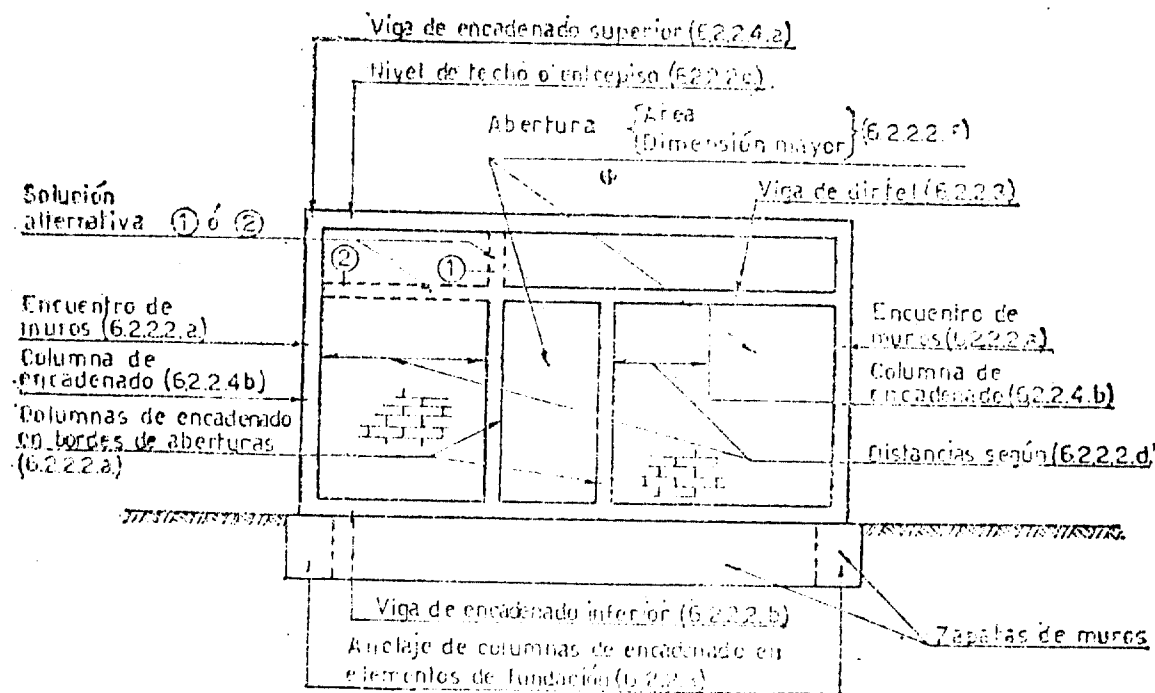 Viga de encadenado superior (6.2.2.4.a)
Nivel de techo o entrepiso (6.2.2.2.c)
Abertura {Area
{Dimensión mayor} (6.2.2.2.
Viga de dintel (6.2.2.3)
Solución
alternativa ① ó ②
②
①
Encuentro de
muros (6.2.2.2.a)
Columna de
encadenado (6.2.2.4b)
Columnas de encadenado
en bordes de aberturas
(6.2.2.2.a)
Encuentro de
muros (6.2.2.2.a)
Columna de
encadenado (6.2.2.4.b)
Distancias según (6.2.2.2.d)
Viga de encadenado inferior (6.2.2.2.b)
Zapatas de muros
Anclaje de columnas de encadenado en
elementos de fundación